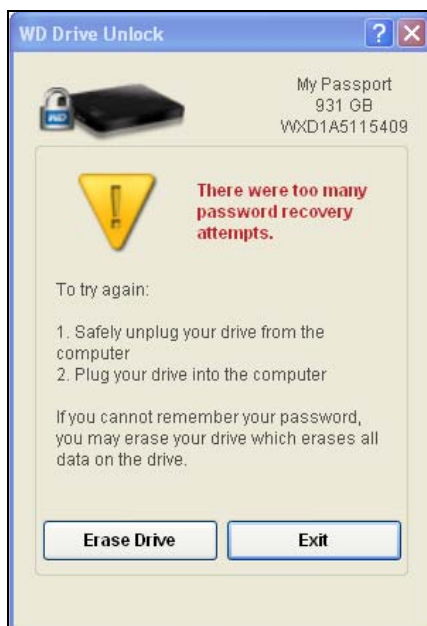 WD Drive Unlock
?
WD
My Passport
931 GB
WXD1A5115409
!
There were too many
password recovery
attempts.
To try again:
1. Safely unplug your drive from the
computer
2. Plug your drive into the computer
If you cannot remember your password,
you may erase your drive which erases all
data on the drive.
Erase Drive
Exit